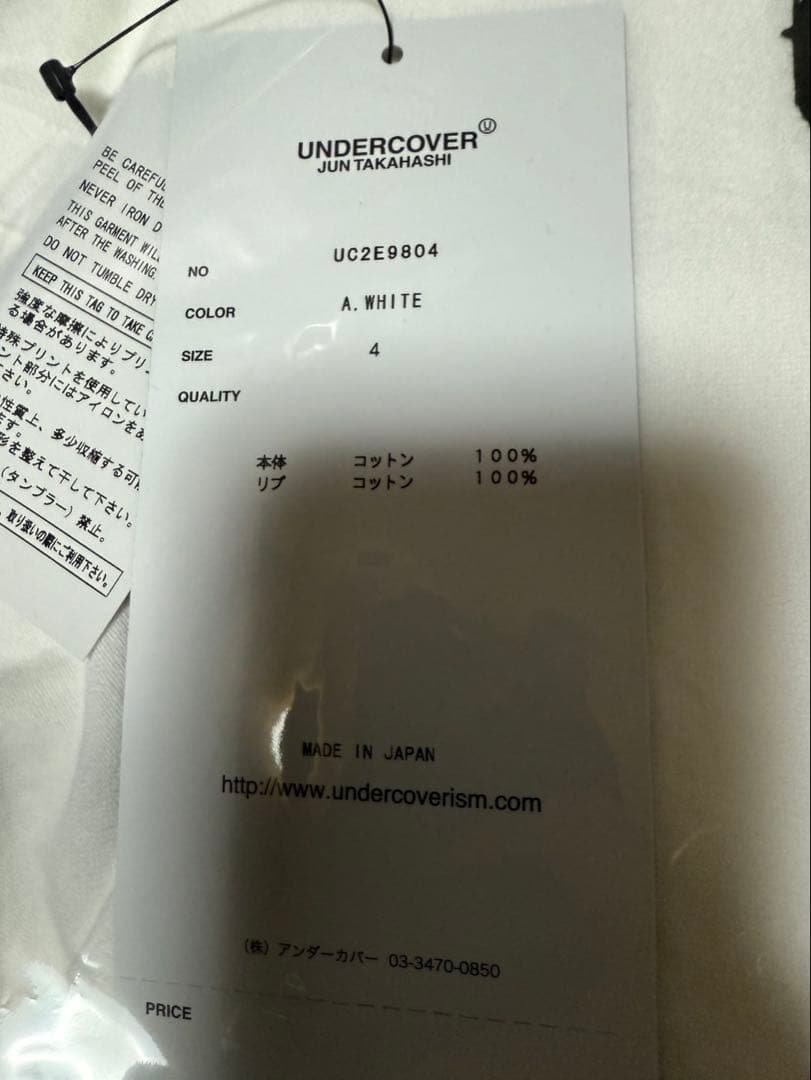 UNDERCOVER Ⓤ
JUN TAKAHASHI
NO UC2E9804
COLOR A.WHITE
SIZE 4
QUALITY
本体 コットン 100%
リブ コットン 100%
MADE IN JAPAN
http://www.undercoverism.com
(株) アンダーカバー 03-3470-0850
PRICE
BE CAREFUL
PEEL OF THE
NEVER IRON
THIS GARMENT WILL
AFTER THE WASHING.
DO NOT TUMBLE DRY
KEEP THIS TAG TO TAKE
強度な摩擦によりプリ
る場合があります。
特殊プリントを使用してい
ント部分にはアイロンをあ
さい。
性質上、多少収縮する可能
ます。
形を整えて干して下さい。
(タンブラー) 禁止。
取り扱いの際にご利用下さい。